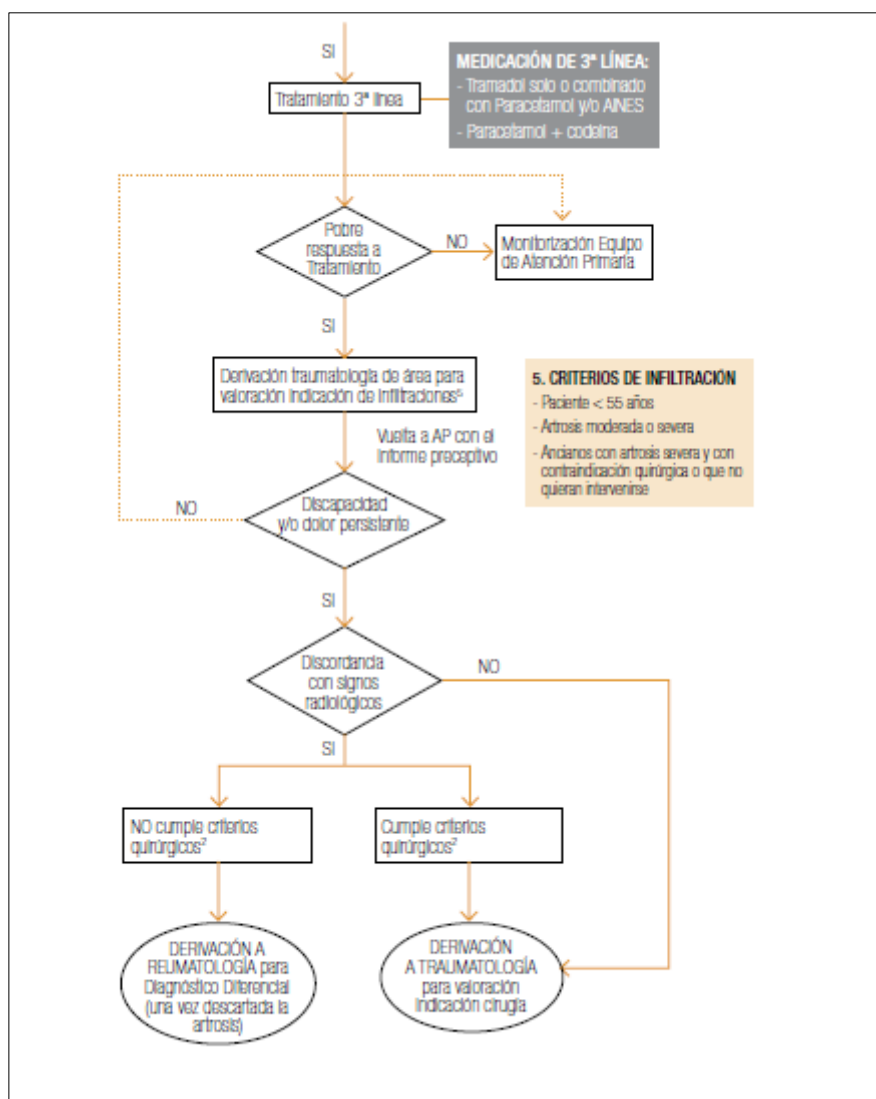 SI
Tratamiento 3ª línea
MEDICACIÓN DE 3ª LÍNEA:
- Tramadol solo o combinado
con Paracetamol y/o AINES
- Paracetamol + codeína
Pobre
respuesta a
Tratamiento
NO
Monitorización Equipo
de Atención Primaria
SI
Derivación traumatología de área para
valoración indicación de infiltraciones⁵
5. CRITERIOS DE INFILTRACIÓN
- Paciente < 55 años
- Artrosis moderada o severa
- Ancianos con artrosis severa y con
contraindicación quirúrgica o que no
quieran intervenirse
Vuelta a AP con el
informe preceptivo
NO
Discapacidad
y/o dolor persistente
SI
Discordancia
con signos
radiológicos
NO
SI
NO cumple criterios
quirúrgicos²
Cumple criterios
quirúrgicos²
DERIVACIÓN A
REUMATOLOGÍA para
Diagnóstico Diferencial
(una vez descartada la
artrosis)
DERIVACIÓN
A TRAUMATOLOGÍA
para valoración
indicación cirugía